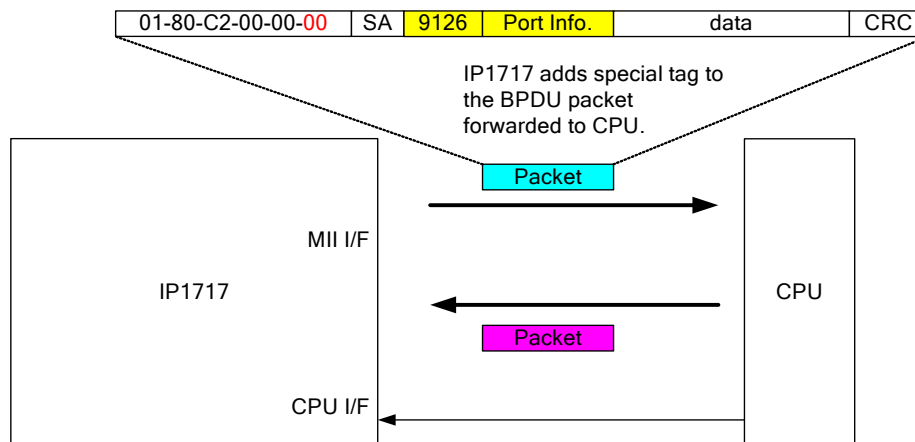 01-80-C2-00-00-00 SA 9126 Port Info. data CRC
IP1717 adds special tag to
the BPDU packet
forwarded to CPU.
Packet
MII I/F
IP1717
CPU
Packet
CPU I/F